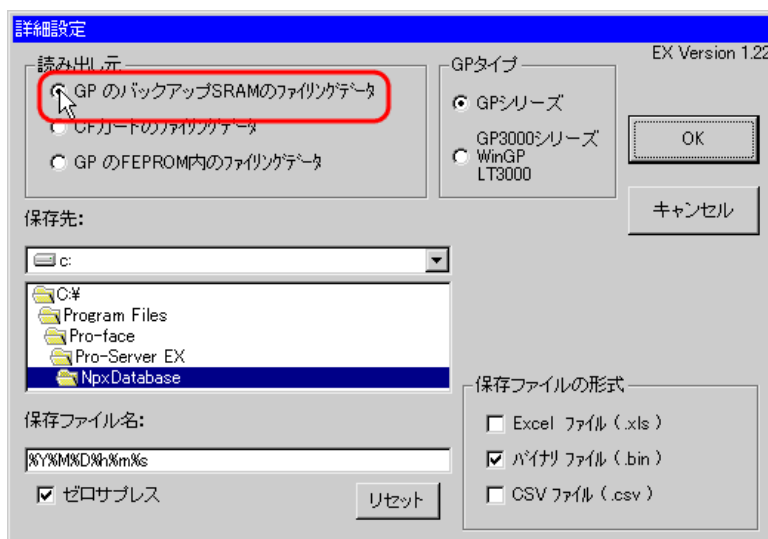 詳細設定
EX Version 1.22
読み出し元
GP のバックアップSRAMのファイリングデータ
CFカードのファイリングデータ
GP のFEPROM内のファイリングデータ
GPタイプ
GPシリーズ
GP3000シリーズ
WinGP
LT3000
OK
キャンセル
保存先:
c:
C:¥
Program Files
Pro-face
Pro-Server EX
NpxDatabase
保存ファイル名:
%Y%M%D%h%m%s
ゼロサプレス
リセット
保存ファイルの形式
Excel ファイル ( .xls )
バイナリ ファイル ( .bin )
CSV ファイル ( .csv )